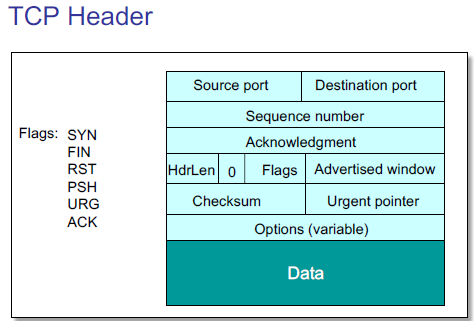 TCP Header
Flags: SYN
FIN
RST
PSH
URG
ACK
Source port Destination port
Sequence number
Acknowledgment
HdrLen 0 Flags Advertised window
Checksum Urgent pointer
Options (variable)
Data